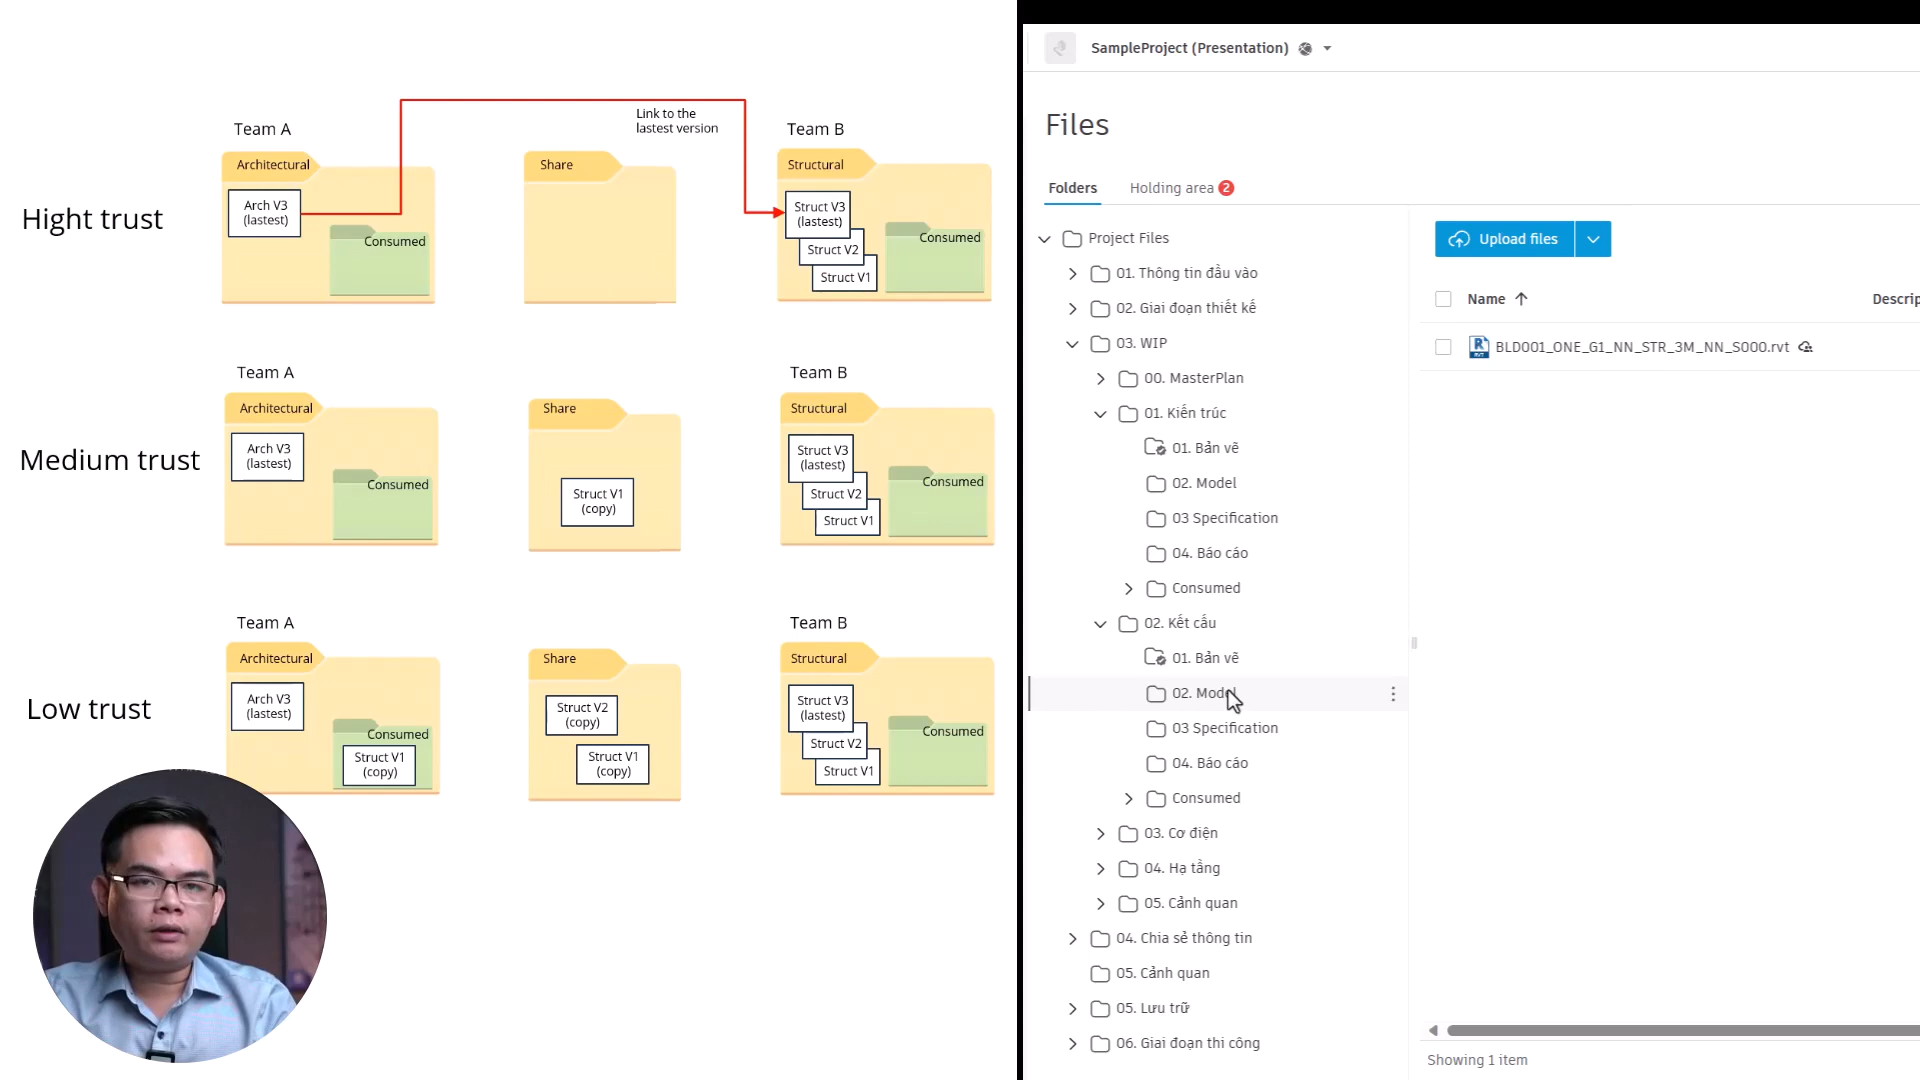 Hight trust
Team A
Architectural
Arch V3
(lastest)
Consumed
Share
Link to the
lastest version
Team B
Structural
Struct V3
(lastest)
Struct V2
Struct V1
Consumed
Medium trust
Team A
Architectural
Arch V3
(lastest)
Consumed
Share
Struct V1
(copy)
Team B
Structural
Struct V3
(lastest)
Struct V2
Struct V1
Consumed
Low trust
Team A
Architectural
Arch V3
(lastest)
Consumed
Struct V1
(copy)
Share
Struct V2
(copy)
Struct V1
(copy)
Team B
Structural
Struct V3
(lastest)
Struct V2
Struct V1
Consumed
SampleProject (Presentation)
Files
Folders
Holding area 2
Project Files
01. Thông tin đầu vào
02. Giai đoạn thiết kế
03. WIP
00. MasterPlan
01. Kiến trúc
01. Bản vẽ
02. Model
03 Specification
04. Báo cáo
Consumed
02. Kết cấu
01. Bản vẽ
02. Model
03 Specification
04. Báo cáo
Consumed
03. Cơ điện
04. Hạ tầng
05. Cảnh quan
04. Chia sẻ thông tin
05. Cảnh quan
05. Lưu trữ
06. Giai đoạn thi công
Upload files
Name
Descrip
R
RVT
BLD001_ONE_G1_NN_STR_3M_NN_S000.rvt
Showing 1 item